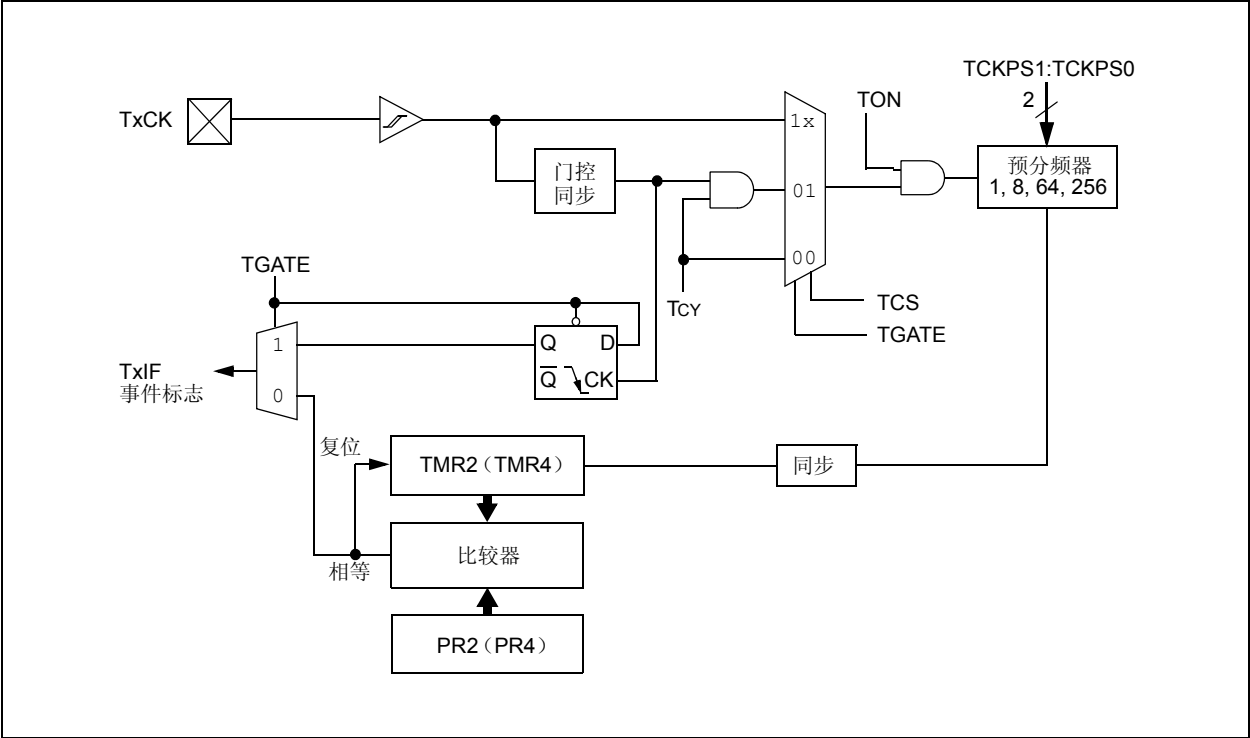 TCKPS1:TCKPS0
2
TON
TxCK
1x
门控
同步
预分频器
1, 8, 64, 256
01
00
TGATE
TCY
TCS
TGATE
1
Q
D
TxIF
事件标志
0
Q
CK
复位
TMR2（TMR4）
同步
比较器
相等
PR2（PR4）